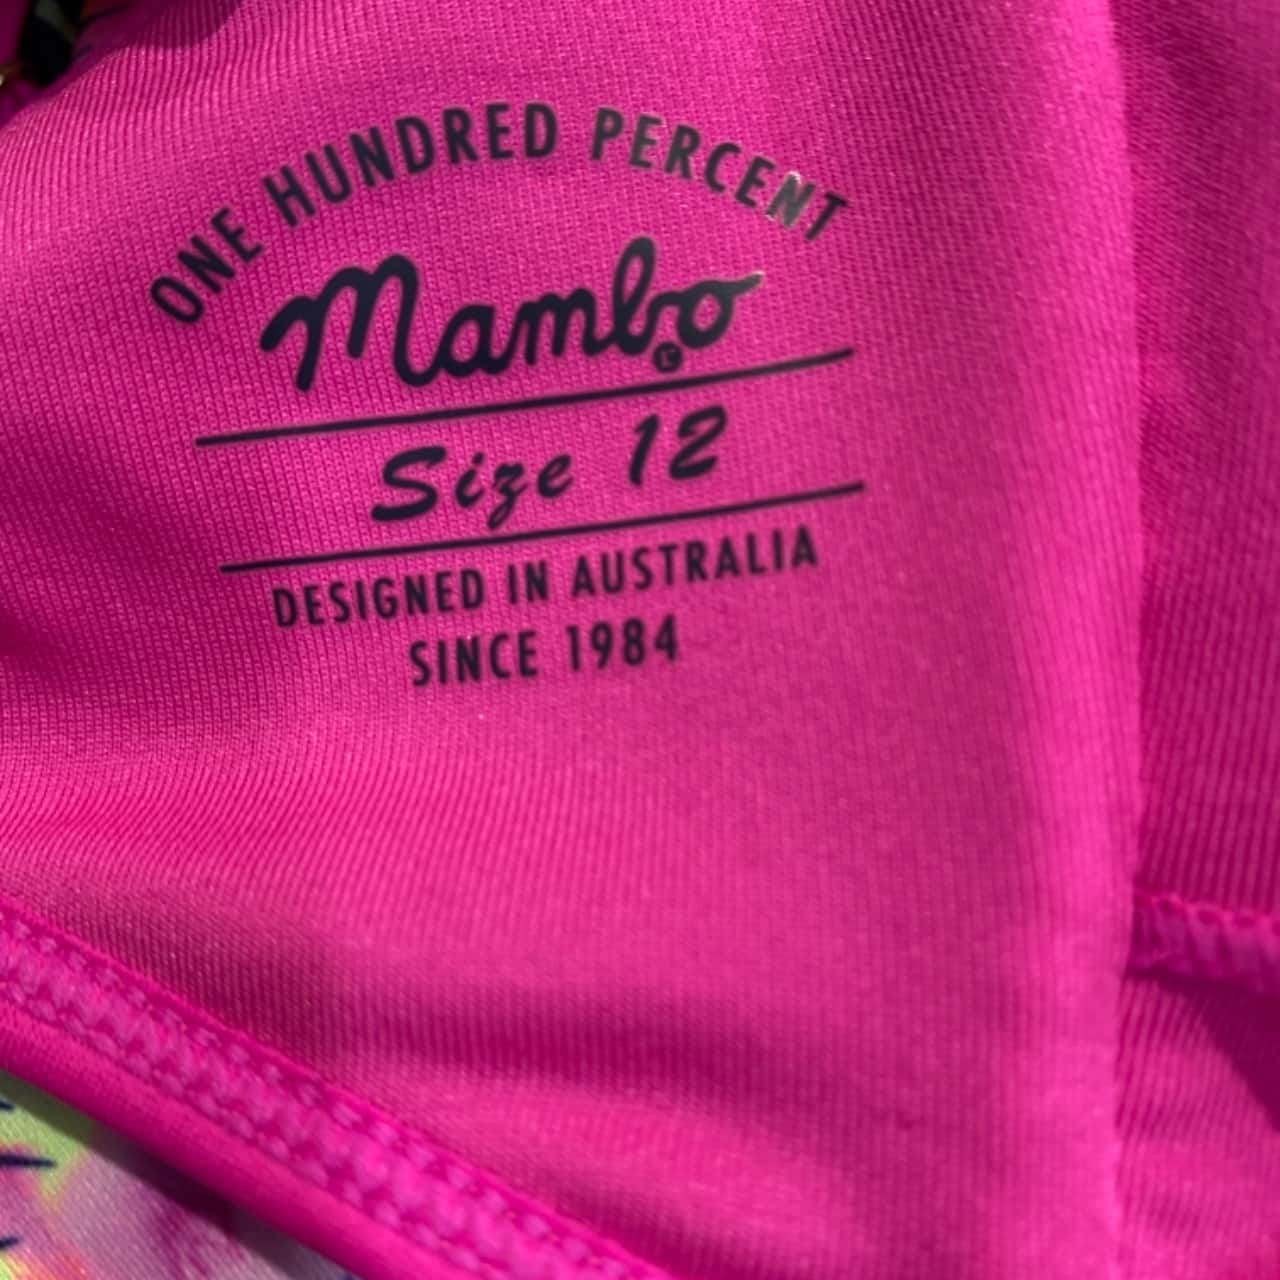 ONE HUNDRED PERCENT
Mambo
Size 12
DESIGNED IN AUSTRALIA
SINCE 1984